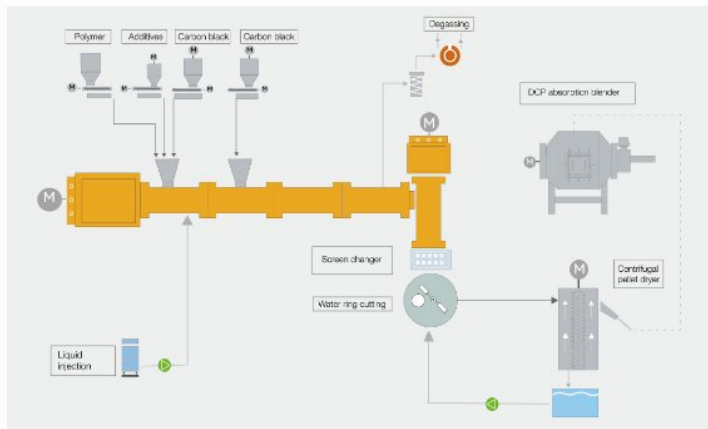 Polymer
Additives
Carbon black
Carbon black
Degassing
DCP absorption blender
M
M
M
M
M
M
M
M
M
M
M
Screen changer
Water ring cutting
M
Centrifugal
pellet dryer
Liquid
injection